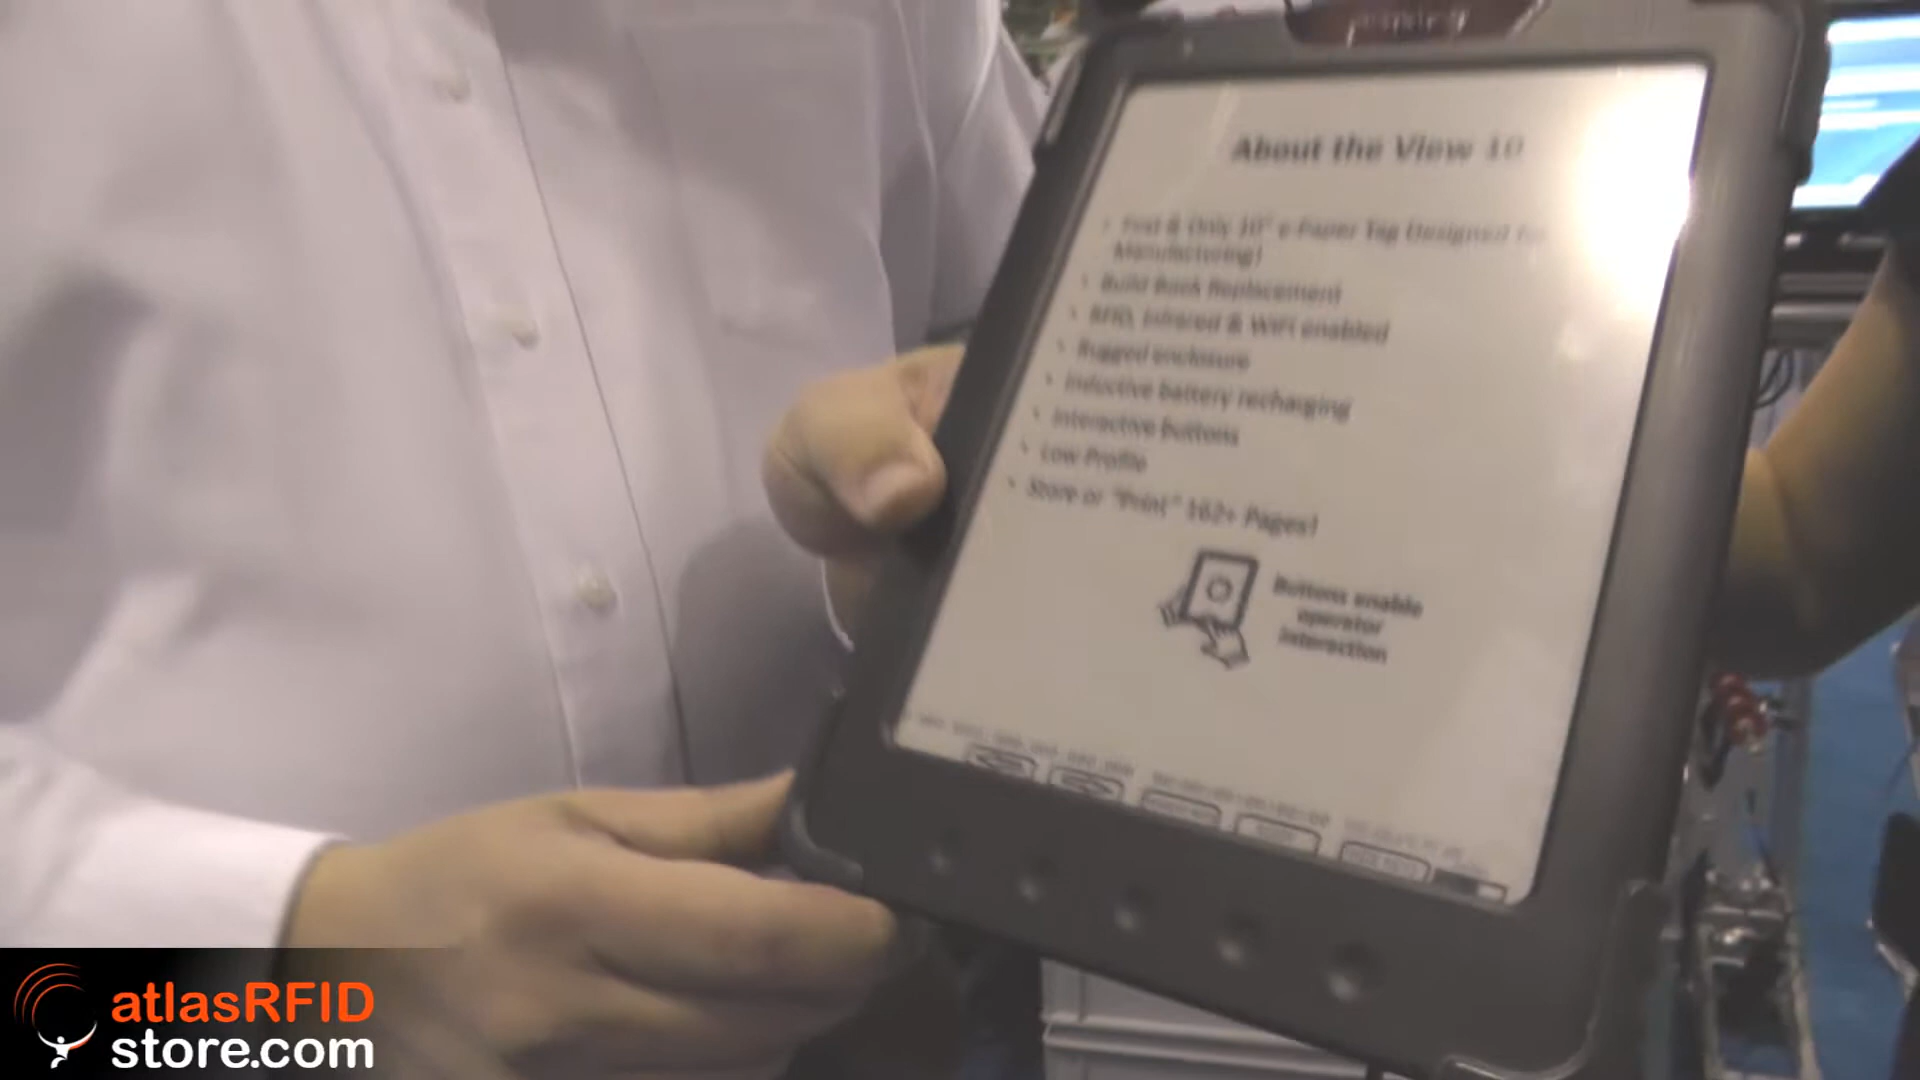 About the View 10
• First & Only 10" e-Paper Tag Designed for
Manufacturing!
• Build Book Replacement
• RFID, Infrared & WiFi enabled
• Rugged enclosure
• Inductive battery recharging
• Interactive buttons
• Low Profile
• Store or "Print" 162+ Pages!
Buttons enable
operator
interaction
atlasRFID
store.com